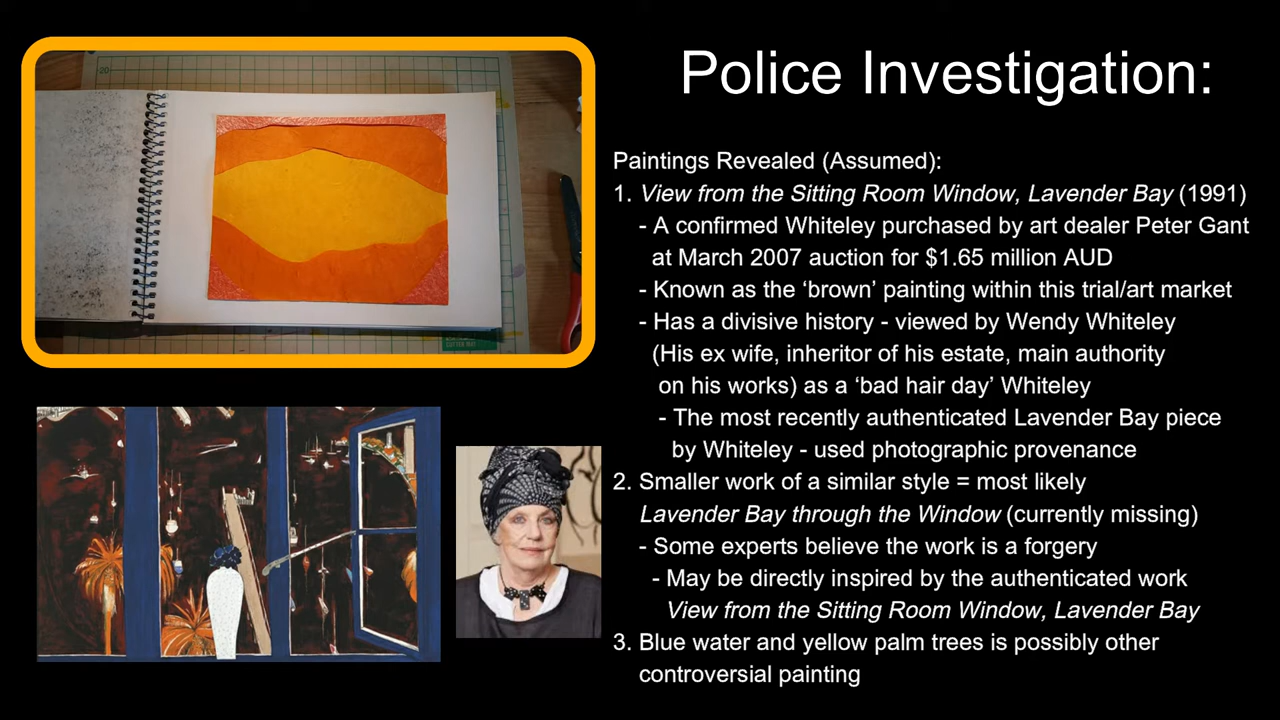 Police Investigation:
Paintings Revealed (Assumed):
1. View from the Sitting Room Window, Lavender Bay (1991)
- A confirmed Whiteley purchased by art dealer Peter Gant
at March 2007 auction for $1.65 million AUD
- Known as the ‘brown’ painting within this trial/art market
- Has a divisive history - viewed by Wendy Whiteley
(His ex wife, inheritor of his estate, main authority
on his works) as a ‘bad hair day’ Whiteley
- The most recently authenticated Lavender Bay piece
by Whiteley - used photographic provenance
2. Smaller work of a similar style = most likely
Lavender Bay through the Window (currently missing)
- Some experts believe the work is a forgery
- May be directly inspired by the authenticated work
View from the Sitting Room Window, Lavender Bay
3. Blue water and yellow palm trees is possibly other
controversial painting
20